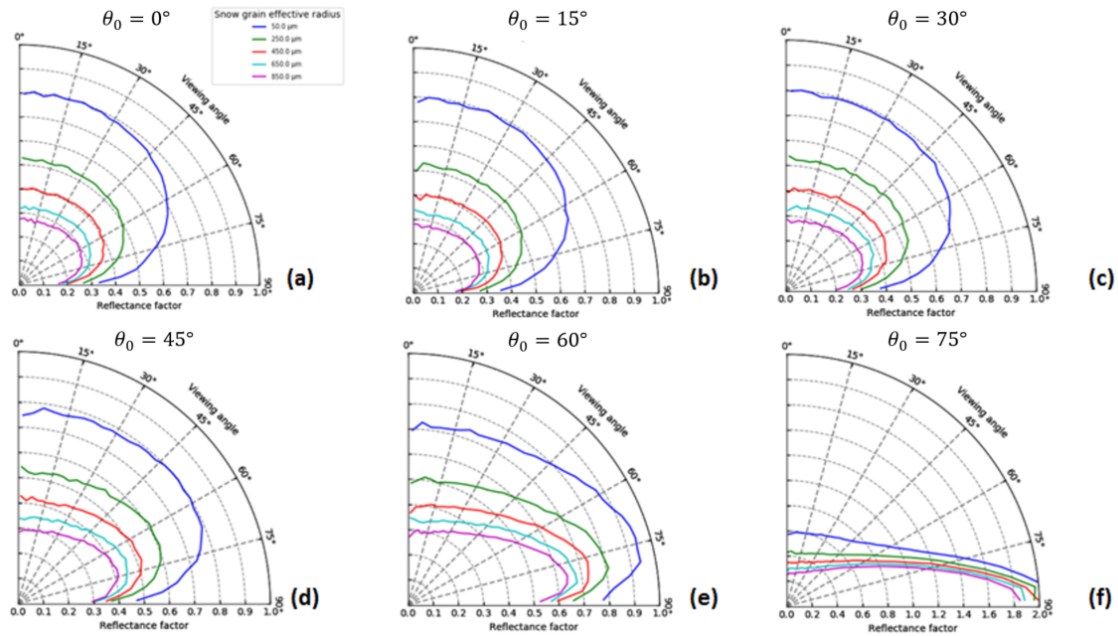 θ₀ = 0°
Snow grain effective radius
50.0 μm
250.0 μm
450.0 μm
650.0 μm
850.0 μm
0°
15°
30°
Viewing angle
45°
60°
75°
90°
0.0 0.1 0.2 0.3 0.4 0.5 0.6 0.7 0.8 0.9 1.0
Reflectance factor
(a)
θ₀ = 15°
0°
15°
30°
Viewing angle
45°
60°
75°
90°
0.0 0.1 0.2 0.3 0.4 0.5 0.6 0.7 0.8 0.9 1.0
Reflectance factor
(b)
θ₀ = 30°
0°
15°
30°
Viewing angle
45°
60°
75°
90°
0.0 0.1 0.2 0.3 0.4 0.5 0.6 0.7 0.8 0.9 1.0
Reflectance factor
(c)
θ₀ = 45°
0°
15°
30°
Viewing angle
45°
60°
75°
90°
0.0 0.1 0.2 0.3 0.4 0.5 0.6 0.7 0.8 0.9 1.0
Reflectance factor
(d)
θ₀ = 60°
0°
15°
30°
Viewing angle
45°
60°
75°
90°
0.0 0.1 0.2 0.3 0.4 0.5 0.6 0.7 0.8 0.9 1.0
Reflectance factor
(e)
θ₀ = 75°
0°
15°
30°
Viewing angle
45°
60°
75°
90°
0.0 0.2 0.4 0.6 0.8 1.0 1.2 1.4 1.6 1.8 2.0
Reflectance factor
(f)